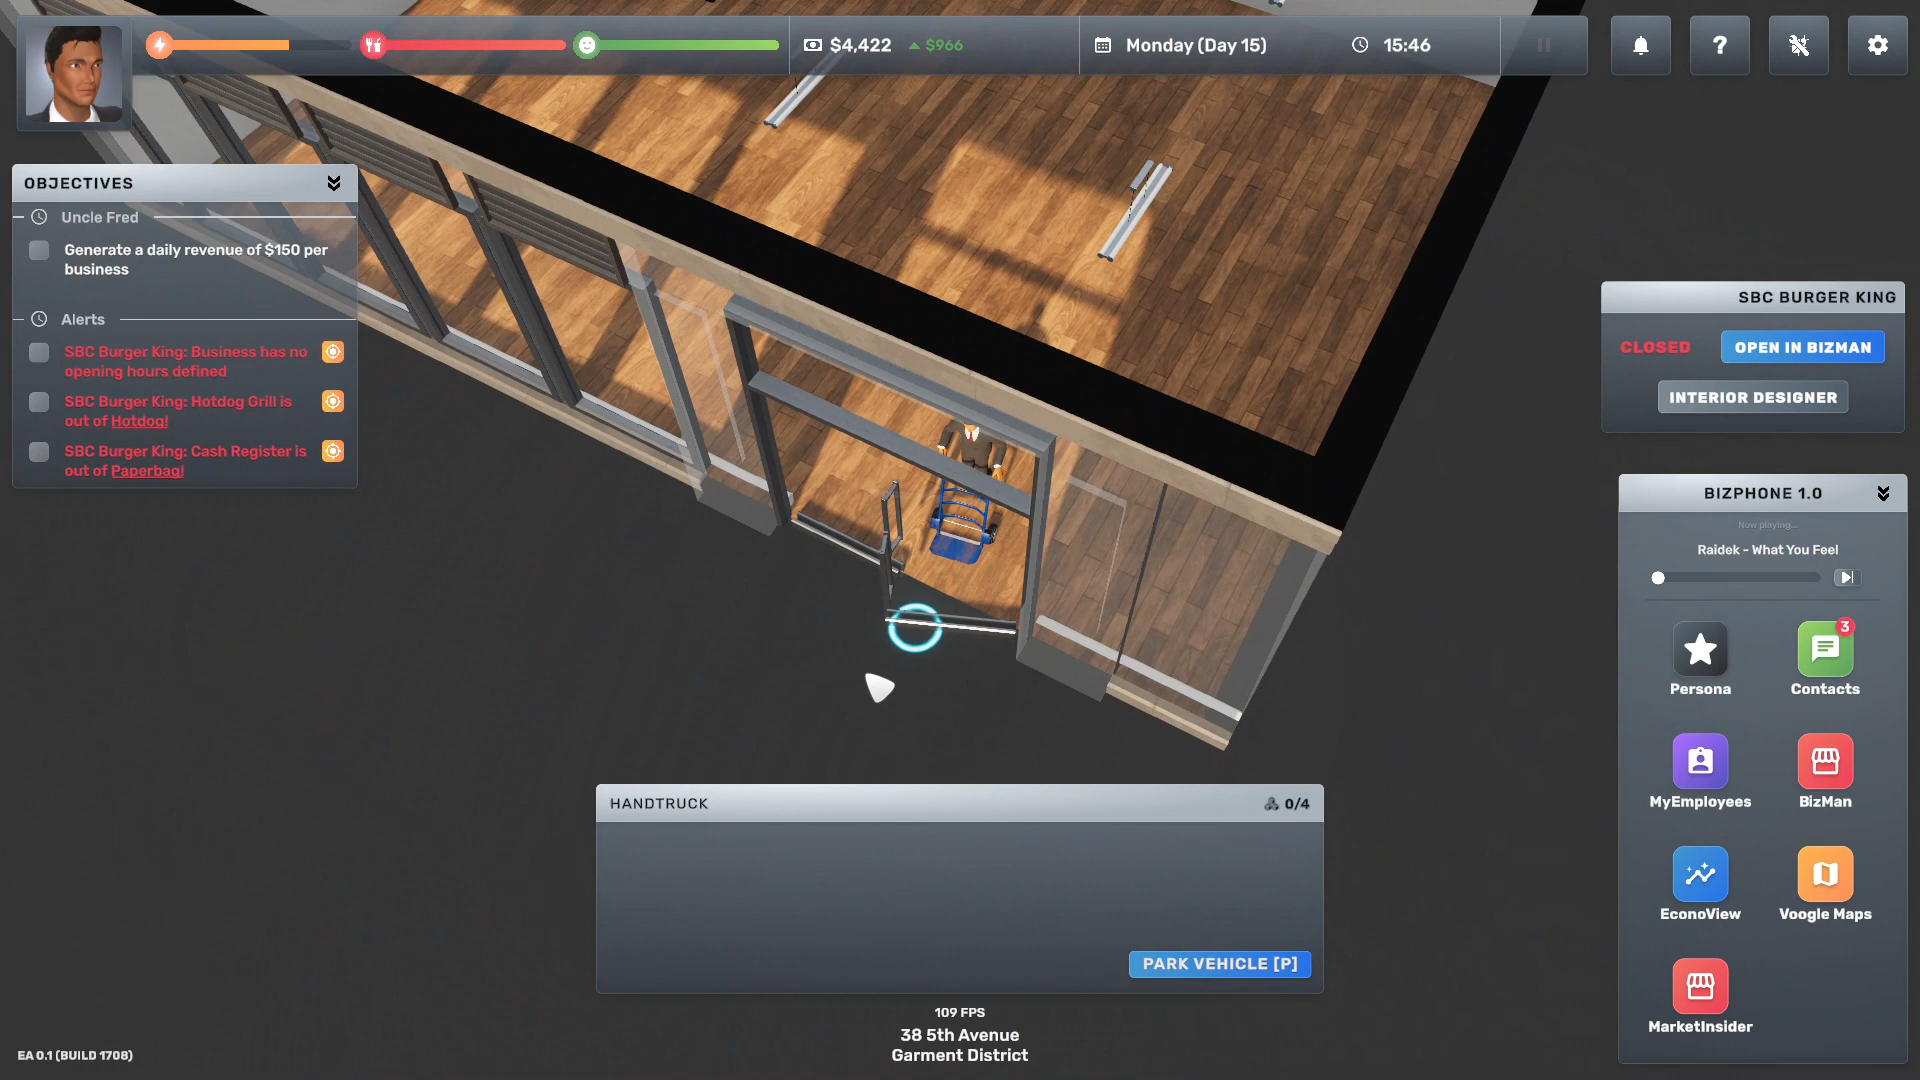 $4,422
$966
Monday (Day 15)
15:46
?
OBJECTIVES
Uncle Fred
Generate a daily revenue of $150 per
business
Alerts
SBC Burger King: Business has no
opening hours defined
SBC Burger King: Hotdog Grill is
out of Hotdog!
SBC Burger King: Cash Register is
out of Paperbag!
SBC BURGER KING
CLOSED
OPEN IN BIZMAN
INTERIOR DESIGNER
BIZPHONE 1.0
Now playing...
Raidek - What You Feel
Persona
3
Contacts
MyEmployees
BizMan
EconoView
Voogle Maps
MarketInsider
HANDTRUCK
0/4
PARK VEHICLE [P]
109 FPS
38 5th Avenue
Garment District
EA 0.1 (BUILD 1708)